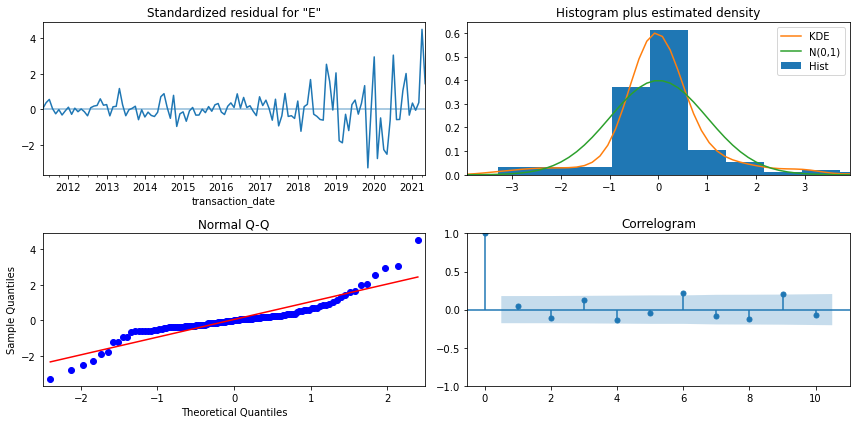 Standardized residual for "E"
4
2
0
−2
2012 2013 2014 2015 2016 2017 2018 2019 2020 2021
transaction_date
Histogram plus estimated density
KDE
N(0,1)
Hist
0.6
0.5
0.4
0.3
0.2
0.1
0.0
−3 −2 −1 0 1 2 3
Normal Q-Q
Sample Quantiles
4
2
0
−2
−2 −1 0 1 2
Theoretical Quantiles
Correlogram
1.0
0.5
0.0
−0.5
−1.0
0 2 4 6 8 10